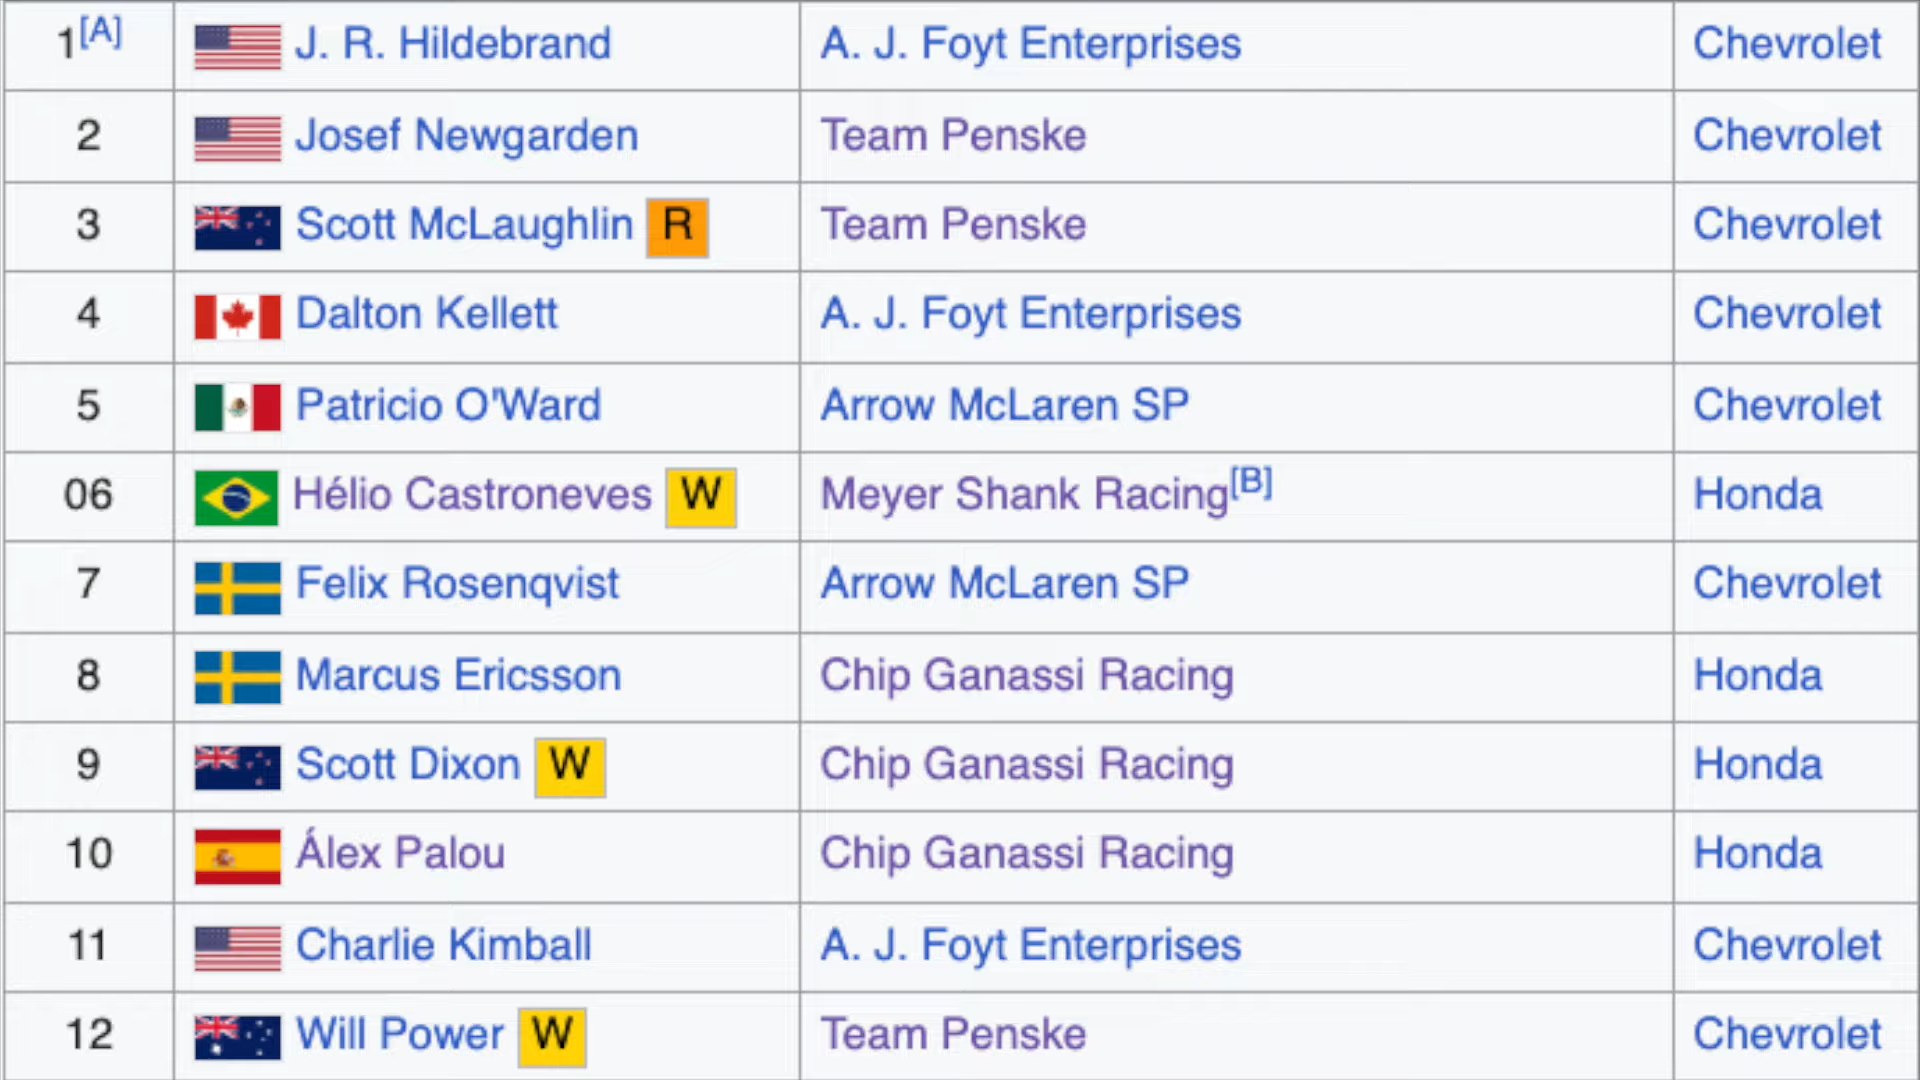 1[A] J. R. Hildebrand A. J. Foyt Enterprises Chevrolet
2 Josef Newgarden Team Penske Chevrolet
3 Scott McLaughlin R Team Penske Chevrolet
4 Dalton Kellett A. J. Foyt Enterprises Chevrolet
5 Patricio O'Ward Arrow McLaren SP Chevrolet
06 Hélio Castroneves W Meyer Shank Racing[B] Honda
7 Felix Rosenqvist Arrow McLaren SP Chevrolet
8 Marcus Ericsson Chip Ganassi Racing Honda
9 Scott Dixon W Chip Ganassi Racing Honda
10 Álex Palou Chip Ganassi Racing Honda
11 Charlie Kimball A. J. Foyt Enterprises Chevrolet
12 Will Power W Team Penske Chevrolet